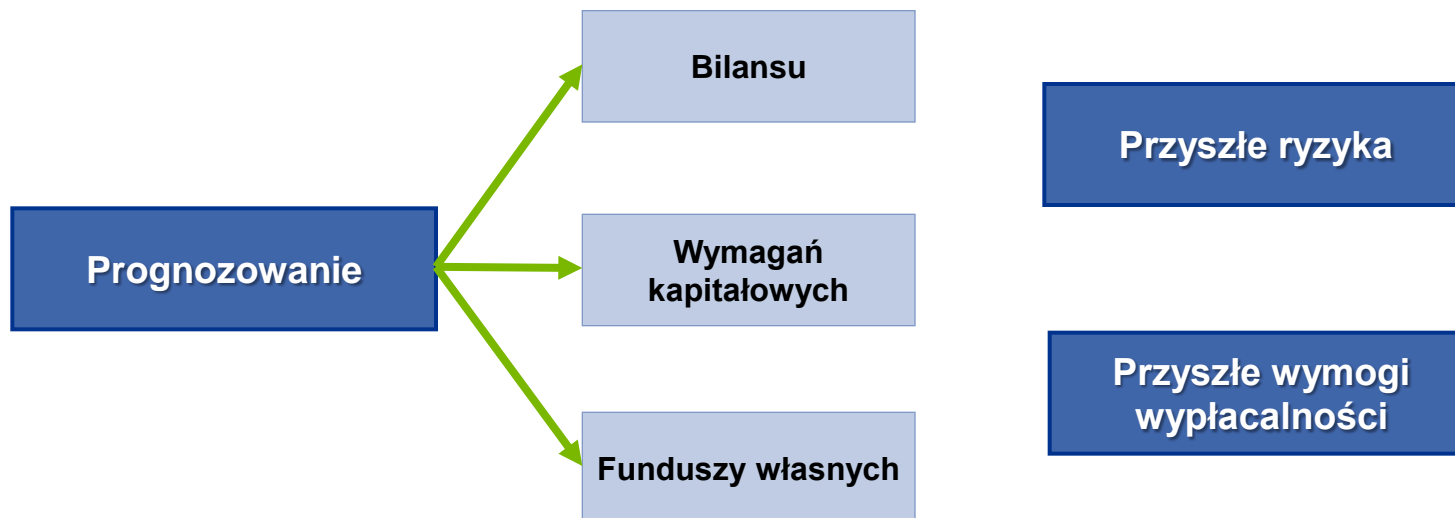 Prognozowanie
Bilansu
Wymagań
kapitałowych
Funduszy własnych
Przyszłe ryzyka
Przyszłe wymogi
wypłacalności